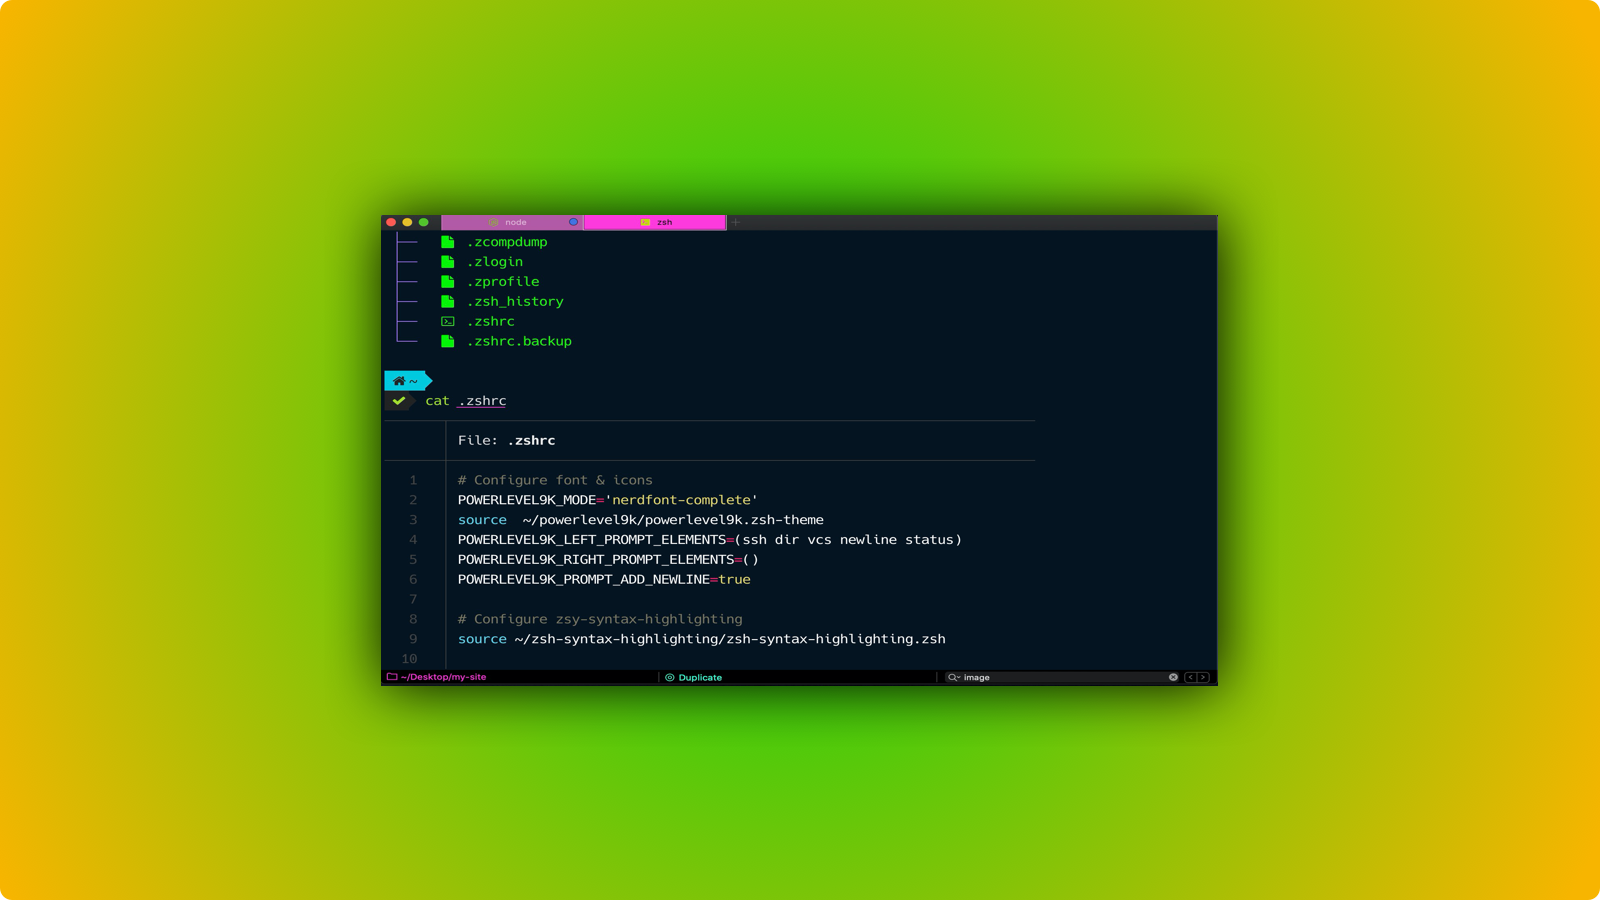 node
zsh
.zcompdump
.zlogin
.zprofile
.zsh_history
.zshrc
.zshrc.backup
~
cat .zshrc
File: .zshrc
1 # Configure font & icons
2 POWERLEVEL9K_MODE='nerdfont-complete'
3 source  ~/powerlevel9k/powerlevel9k.zsh-theme
4 POWERLEVEL9K_LEFT_PROMPT_ELEMENTS=(ssh dir vcs newline status)
5 POWERLEVEL9K_RIGHT_PROMPT_ELEMENTS=()
6 POWERLEVEL9K_PROMPT_ADD_NEWLINE=true
7
8 # Configure zsy-syntax-highlighting
9 source ~/zsh-syntax-highlighting/zsh-syntax-highlighting.zsh
10
~/Desktop/my-site
Duplicate
image